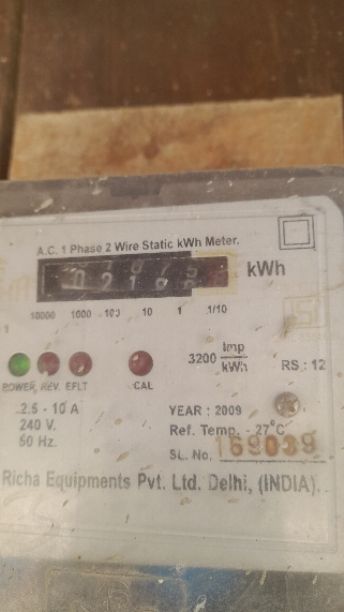 A.C. 1 Phase 2 Wire Static kWh Meter.
kWh
10000 1000 100 10 1 1/10
3200 Imp/kWh
RS : 12
POWER REV. EFLT CAL
2.5 - 10 A
240 V.
50 Hz.
YEAR : 2009
Ref. Temp. - 27°C
SL. No. 169039
Richa Equipments Pvt. Ltd. Delhi, (INDIA).